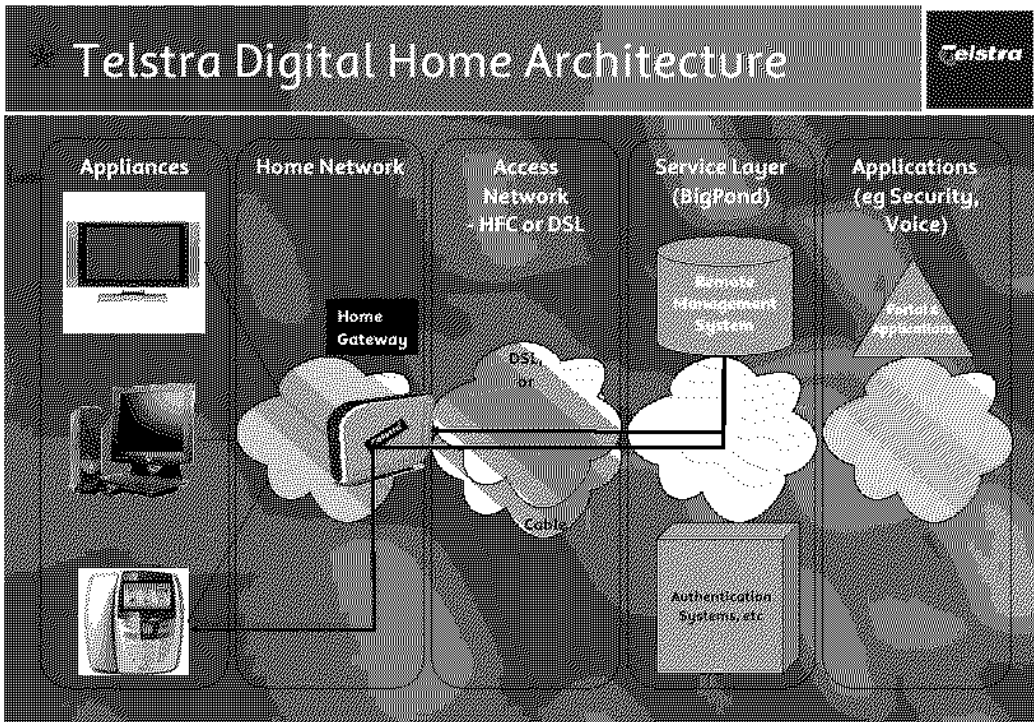 Telstra Digital Home Architecture
Telstra
Appliances
Home Network
Access
Network
- HFC or DSL
Service Layer
(BigPond)
Applications
(eg Security,
Voice)
Home
Gateway
DSL,
or
Cable
Remote
Management
System
Portal &
Applications
Authentication
Systems, etc